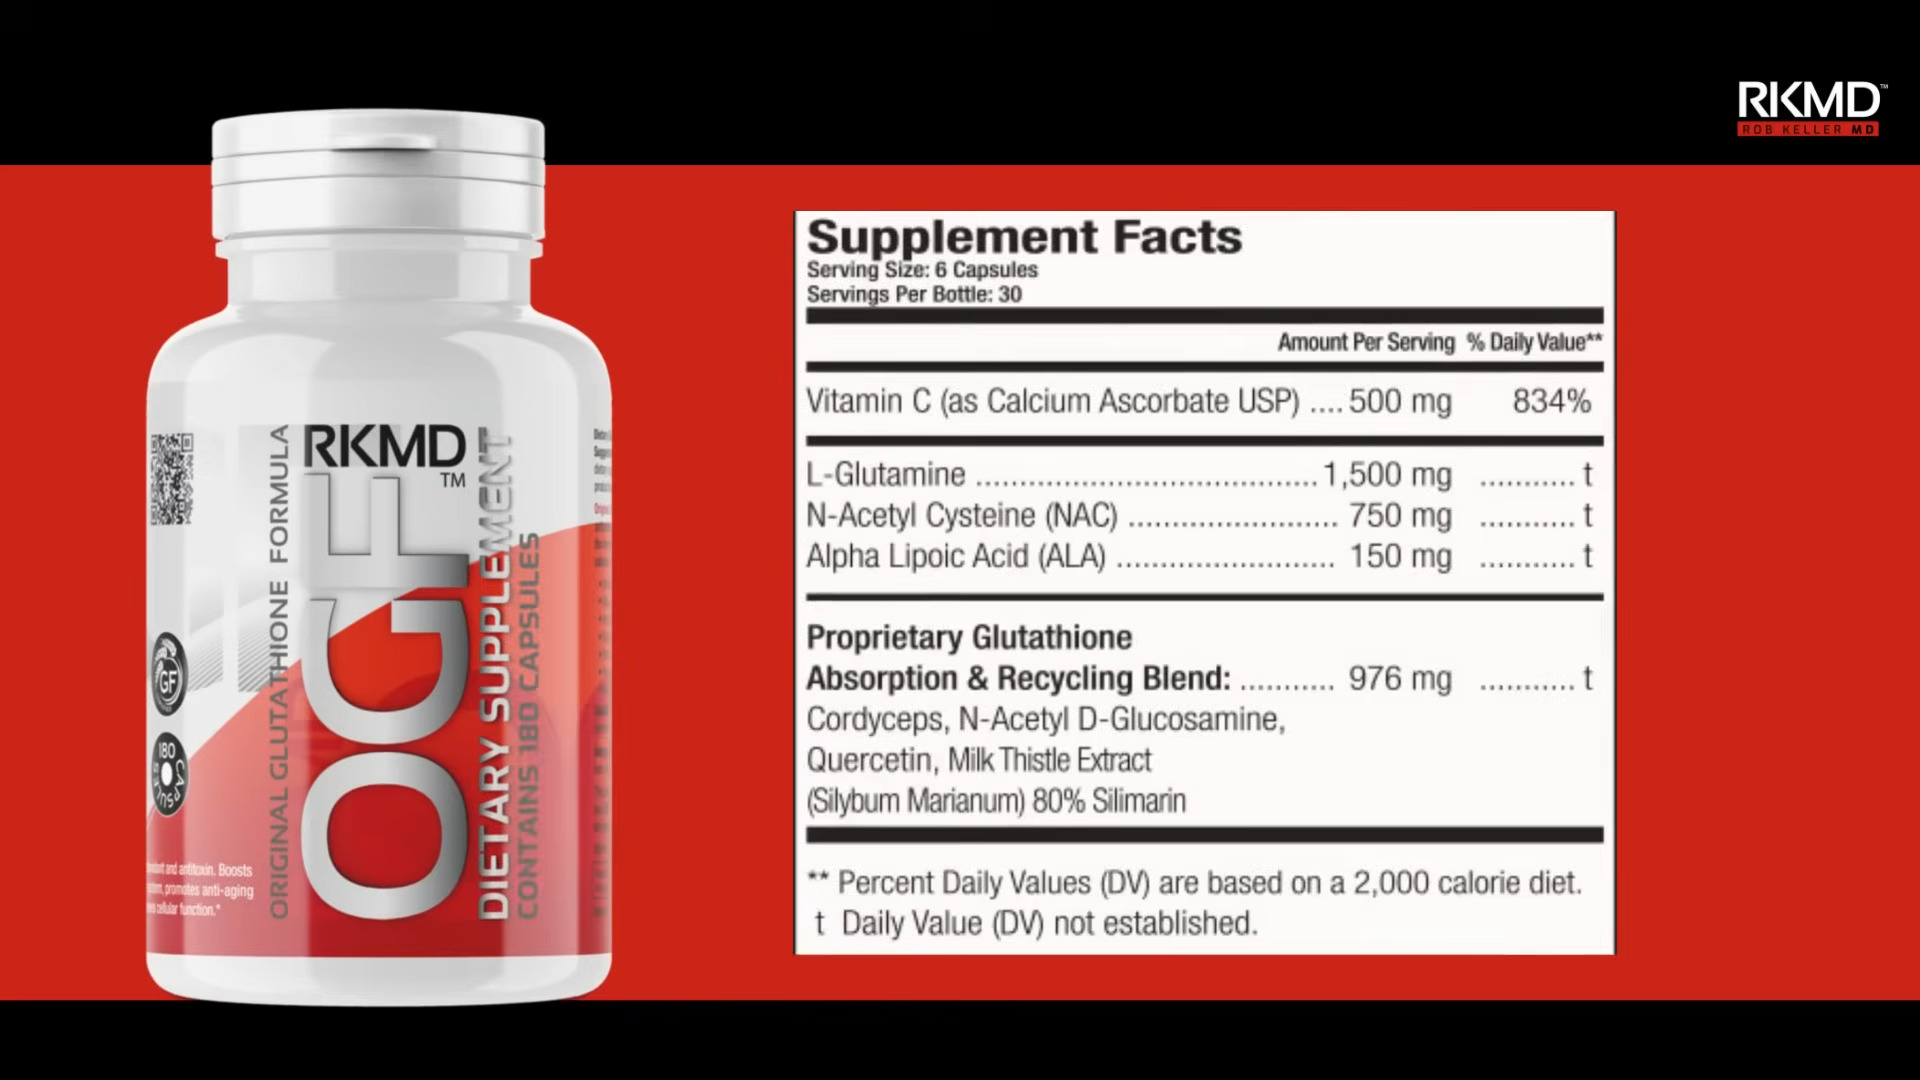 RKMD™
ROB KELLER MD
RKMD
TM
OGF
ORIGINAL GLUTATHIONE FORMULA
DIETARY SUPPLEMENT
CONTAINS 180 CAPSULES
GF
180 CAPSULES
and antitoxin. Boosts
promotes anti-aging
cellular function.*
Supplement Facts
Serving Size: 6 Capsules
Servings Per Bottle: 30
Amount Per Serving % Daily Value**
Vitamin C (as Calcium Ascorbate USP) .... 500 mg 834%
L-Glutamine ..................................... 1,500 mg ........... t
N-Acetyl Cysteine (NAC) ....................... 750 mg ........... t
Alpha Lipoic Acid (ALA) ........................ 150 mg ........... t
Proprietary Glutathione
Absorption & Recycling Blend: .......... 976 mg ........... t
Cordyceps, N-Acetyl D-Glucosamine,
Quercetin, Milk Thistle Extract
(Silybum Marianum) 80% Silimarin
** Percent Daily Values (DV) are based on a 2,000 calorie diet.
t Daily Value (DV) not established.